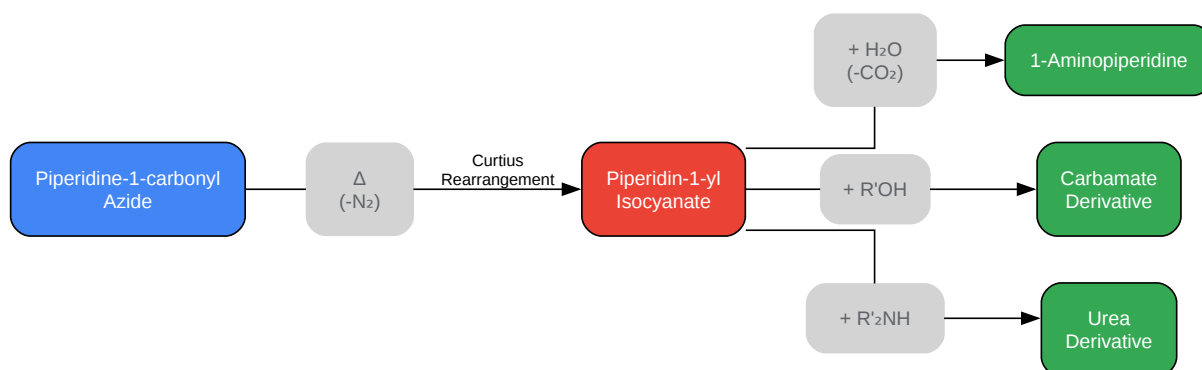 Piperidine-1-carbonyl
Azide
Δ
(-N₂)
Curtius
Rearrangement
Piperidin-1-yl
Isocyanate
+ H₂O
(-CO₂)
1-Aminopiperidine
+ R'OH
Carbamate
Derivative
+ R'₂NH
Urea
Derivative